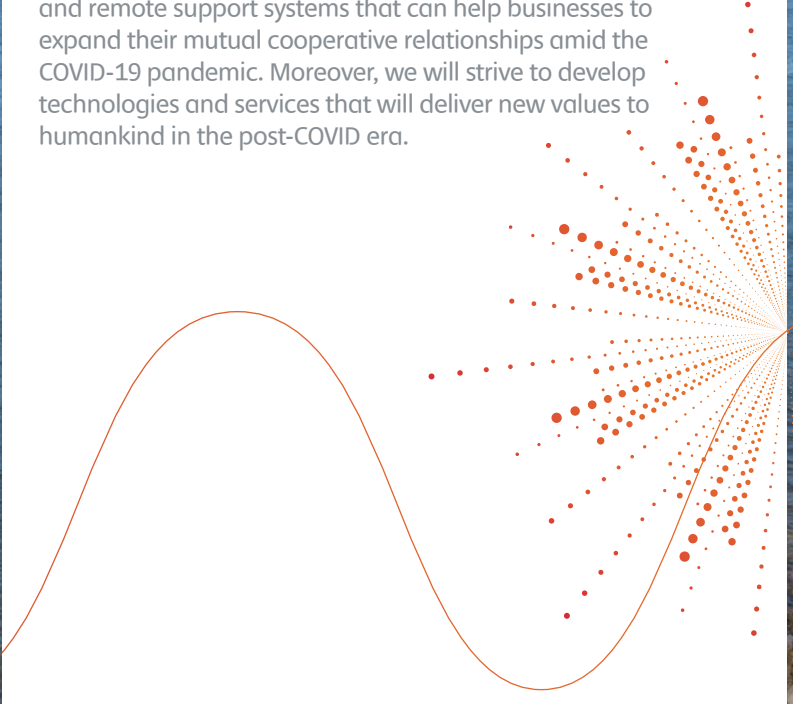 and remote support systems that can help businesses to
expand their mutual cooperative relationships amid the
COVID-19 pandemic. Moreover, we will strive to develop
technologies and services that will deliver new values to
humankind in the post-COVID era.